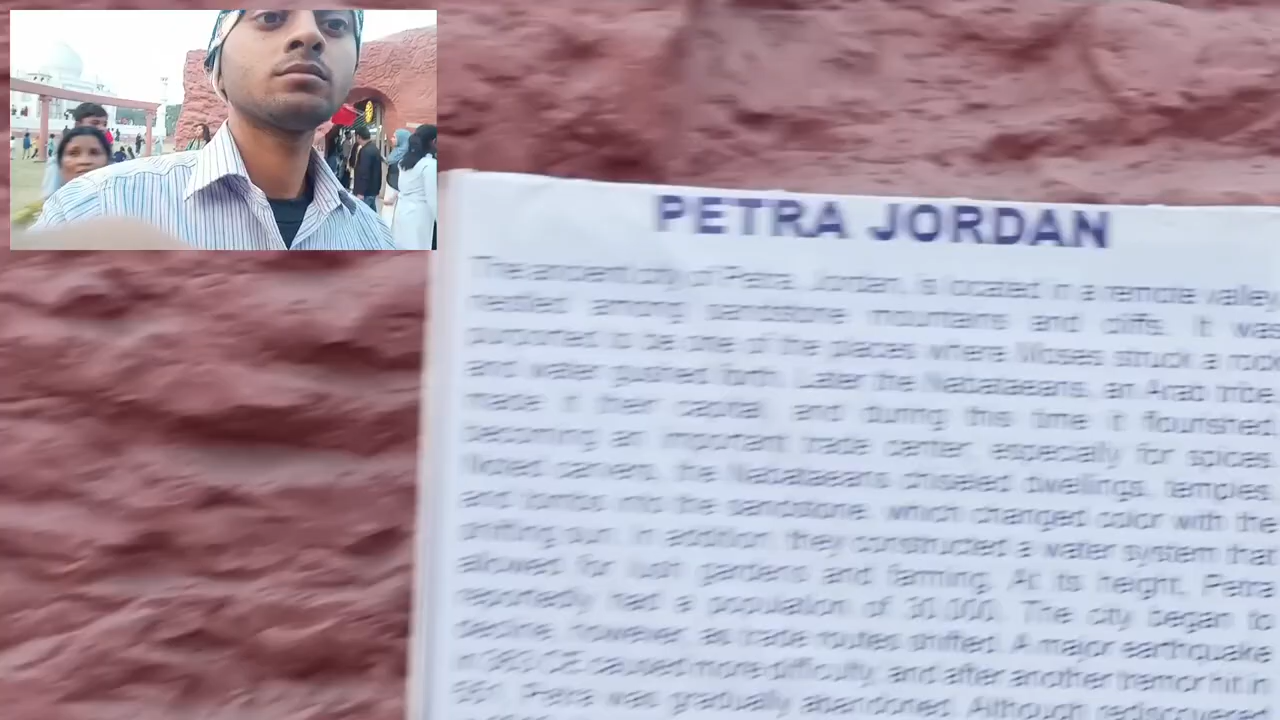 PETRA JORDAN
The ancient city of Petra, Jordan, is located in a remote valley
nestled among sandstone mountains and cliffs. It was
purported to be one of the places where Moses struck a rock
and water gushed forth. Later the Nabataeans, an Arab tribe,
made it their capital, and during this time it flourished,
becoming an important trade center, especially for spices.
Noted carvers, the Nabataeans chiseled dwellings, temples,
and tombs into the sandstone, which changed color with the
shifting sun. In addition, they constructed a water system that
allowed for lush gardens and farming. At its height, Petra
reportedly had a population of 30,000. The city began to
decline, however, as trade routes shifted. A major earthquake
in 363 CE caused more difficulty, and after another tremor hit in
551, Petra was gradually abandoned. Although rediscovered